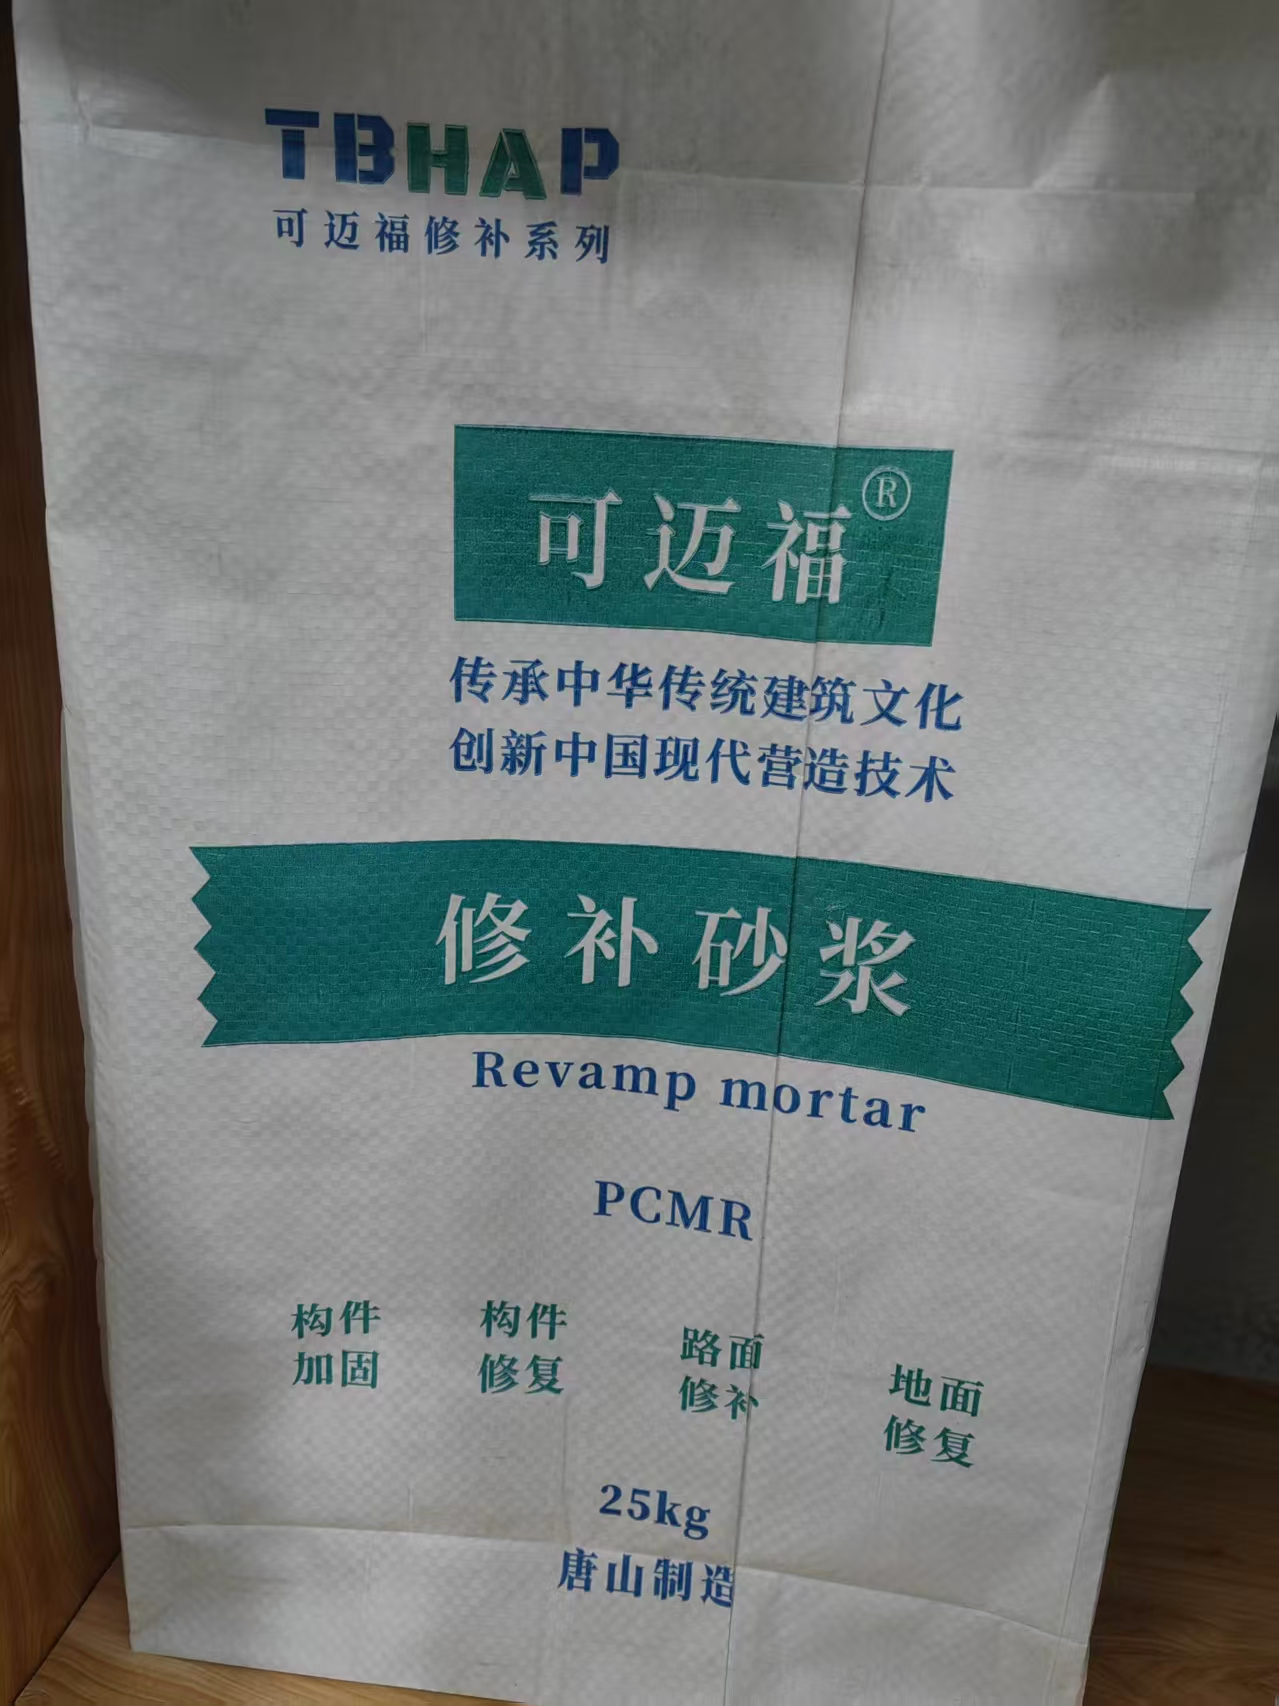 TBHAP
可迈福修补系列
可迈福®
传承中华传统建筑文化
创新中国现代营造技术
修补砂浆
Revamp mortar
PCMR
构件 构件 路面 地面
加固 修复 修补 修复
25kg
唐山制造